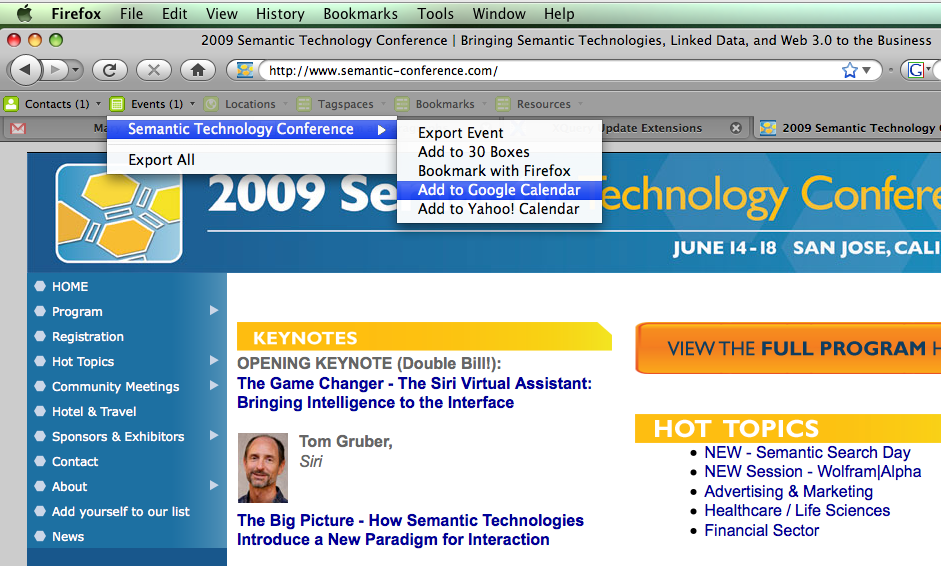 Firefox File Edit View History Bookmarks Tools Window Help
2009 Semantic Technology Conference | Bringing Semantic Technologies, Linked Data, and Web 3.0 to the Business
http://www.semantic-conference.com/
G
Contacts (1) Events (1) Locations Tagspaces Bookmarks Resources
Semantic Technology Conference
Export All
Export Event
Add to 30 Boxes
Bookmark with Firefox
Add to Google Calendar
Add to Yahoo! Calendar
Update Extensions
2009 Semantic Technology
2009 Se Technology Confere
JUNE 14-18 SAN JOSE, CALI
HOME
Program
Registration
Hot Topics
Community Meetings
Hotel & Travel
Sponsors & Exhibitors
Contact
About
Add yourself to our list
News
KEYNOTES
OPENING KEYNOTE (Double Bill!):
The Game Changer - The Siri Virtual Assistant:
Bringing Intelligence to the Interface
Tom Gruber,
Siri
The Big Picture - How Semantic Technologies
Introduce a New Paradigm for Interaction
VIEW THE FULL PROGRAM H
HOT TOPICS
NEW - Semantic Search Day
NEW Session - Wolfram|Alpha
Advertising & Marketing
Healthcare / Life Sciences
Financial Sector